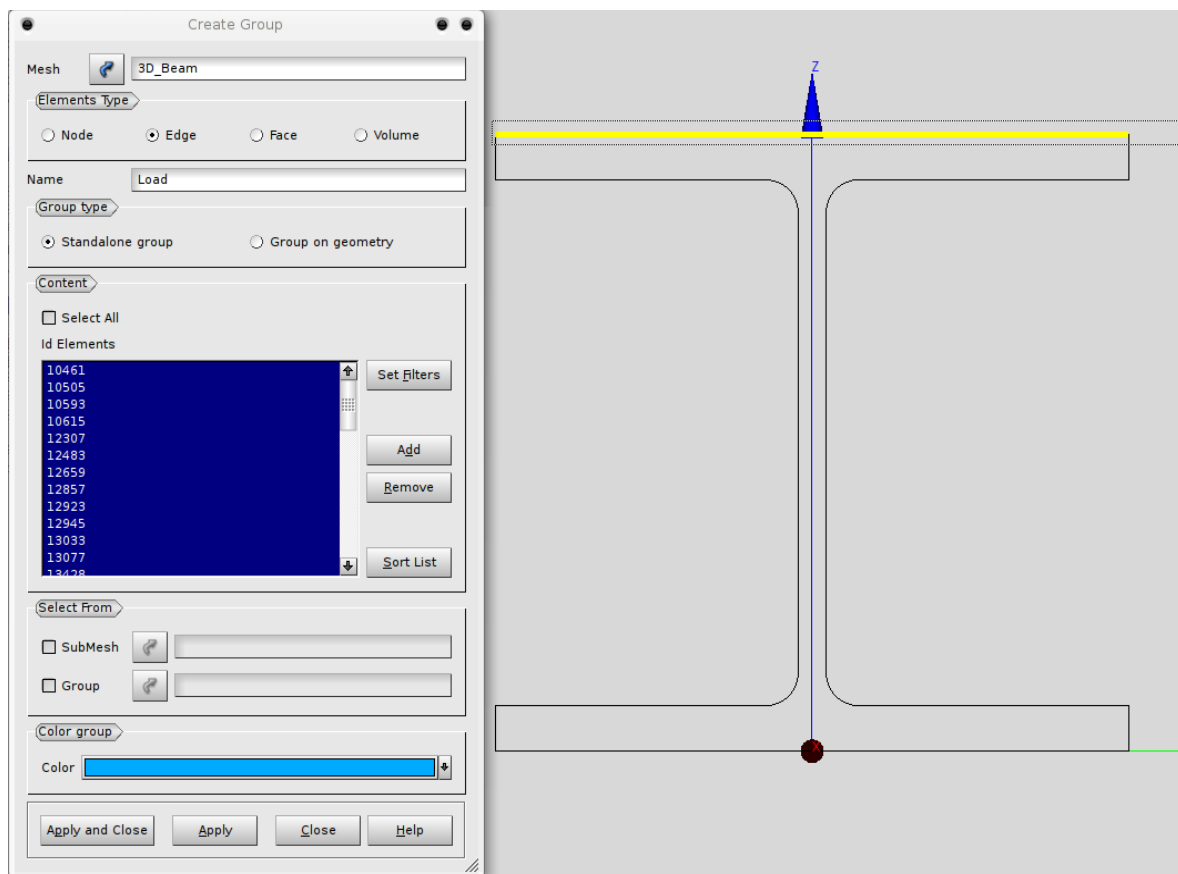 Create Group
Mesh 3D_Beam
Elements Type
Node Edge Face Volume
Name Load
Group type
Standalone group Group on geometry
Content
Select All
Id Elements
10461
10505
10593
10615
12307
12483
12659
12857
12923
12945
13033
13077
13428
Set Filters
Add
Remove
Sort List
Select From
SubMesh
Group
Color group
Color
Apply and Close Apply Close Help
Z
X